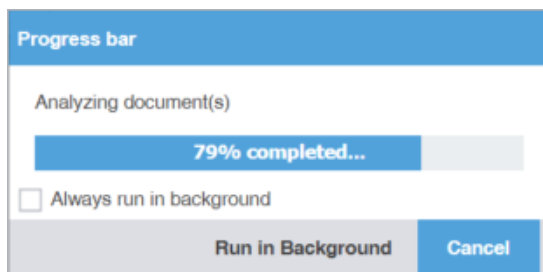 Progress bar
Analyzing document(s)
79% completed...
Always run in background
Run in Background Cancel